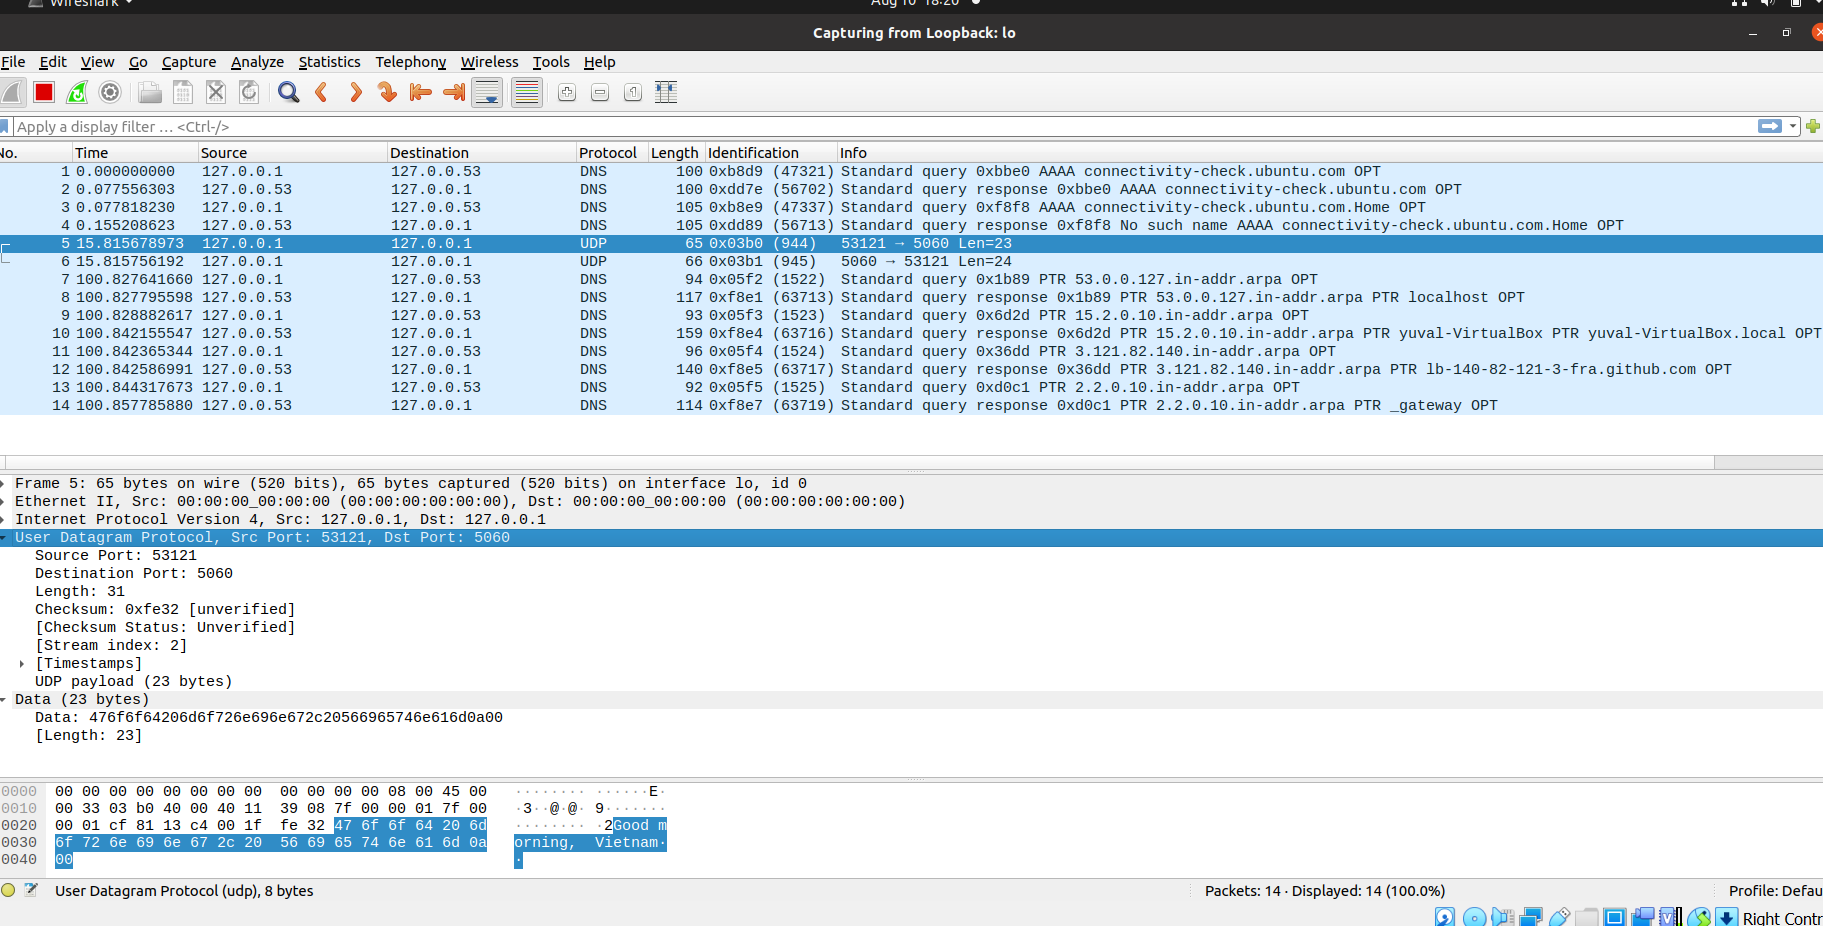 Wireshark
Aug 10 18:20
Capturing from Loopback: lo
File Edit View Go Capture Analyze Statistics Telephony Wireless Tools Help
Apply a display filter … <Ctrl-/>
No. Time Source Destination Protocol Length Identification Info
1 0.000000000 127.0.0.1 127.0.0.53 DNS 100 0xb8d9 (47321) Standard query 0xbbe0 AAAA connectivity-check.ubuntu.com OPT
2 0.077556303 127.0.0.53 127.0.0.1 DNS 100 0xdd7e (56702) Standard query response 0xbbe0 AAAA connectivity-check.ubuntu.com OPT
3 0.077818230 127.0.0.1 127.0.0.53 DNS 105 0xb8e9 (47337) Standard query 0xf8f8 AAAA connectivity-check.ubuntu.com.Home OPT
4 0.155208623 127.0.0.53 127.0.0.1 DNS 105 0xdd89 (56713) Standard query response 0xf8f8 No such name AAAA connectivity-check.ubuntu.com.Home OPT
5 15.815678973 127.0.0.1 127.0.0.1 UDP 65 0x03b0 (944) 53121 → 5060 Len=23
6 15.815756192 127.0.0.1 127.0.0.1 UDP 66 0x03b1 (945) 5060 → 53121 Len=24
7 100.827641660 127.0.0.1 127.0.0.53 DNS 94 0x05f2 (1522) Standard query 0x1b89 PTR 53.0.0.127.in-addr.arpa OPT
8 100.827795598 127.0.0.53 127.0.0.1 DNS 117 0xf8e1 (63713) Standard query response 0x1b89 PTR 53.0.0.127.in-addr.arpa PTR localhost OPT
9 100.828882617 127.0.0.1 127.0.0.53 DNS 93 0x05f3 (1523) Standard query 0x6d2d PTR 15.2.0.10.in-addr.arpa OPT
10 100.842155547 127.0.0.53 127.0.0.1 DNS 159 0xf8e4 (63716) Standard query response 0x6d2d PTR 15.2.0.10.in-addr.arpa PTR yuval-VirtualBox PTR yuval-VirtualBox.local OPT
11 100.842365344 127.0.0.1 127.0.0.53 DNS 96 0x05f4 (1524) Standard query 0x36dd PTR 3.121.82.140.in-addr.arpa OPT
12 100.842586991 127.0.0.53 127.0.0.1 DNS 140 0xf8e5 (63717) Standard query response 0x36dd PTR 3.121.82.140.in-addr.arpa PTR lb-140-82-121-3-fra.github.com OPT
13 100.844317673 127.0.0.1 127.0.0.53 DNS 92 0x05f5 (1525) Standard query 0xd0c1 PTR 2.2.0.10.in-addr.arpa OPT
14 100.857785880 127.0.0.53 127.0.0.1 DNS 114 0xf8e7 (63719) Standard query response 0xd0c1 PTR 2.2.0.10.in-addr.arpa PTR _gateway OPT
Frame 5: 65 bytes on wire (520 bits), 65 bytes captured (520 bits) on interface lo, id 0
Ethernet II, Src: 00:00:00_00:00:00 (00:00:00:00:00:00), Dst: 00:00:00_00:00:00 (00:00:00:00:00:00)
Internet Protocol Version 4, Src: 127.0.0.1, Dst: 127.0.0.1
User Datagram Protocol, Src Port: 53121, Dst Port: 5060
Source Port: 53121
Destination Port: 5060
Length: 31
Checksum: 0xfe32 [unverified]
[Checksum Status: Unverified]
[Stream index: 2]
[Timestamps]
UDP payload (23 bytes)
Data (23 bytes)
Data: 476f6f64206d6f726e696e672c20566965746e616d0a00
[Length: 23]
0000 00 00 00 00 00 00 00 00 00 00 00 00 08 00 45 00 ········ ······E·
0010 00 33 03 b0 40 00 40 11 39 08 7f 00 00 01 7f 00 ·3··@·@· 9·······
0020 00 01 cf 81 13 c4 00 1f fe 32 47 6f 6f 64 20 6d ········ ·2Good m
0030 6f 72 6e 69 6e 67 2c 20 56 69 65 74 6e 61 6d 0a orning, Vietnam·
0040 00 ·
User Datagram Protocol (udp), 8 bytes
Packets: 14 · Displayed: 14 (100.0%)
Profile: Defau
Right Contr